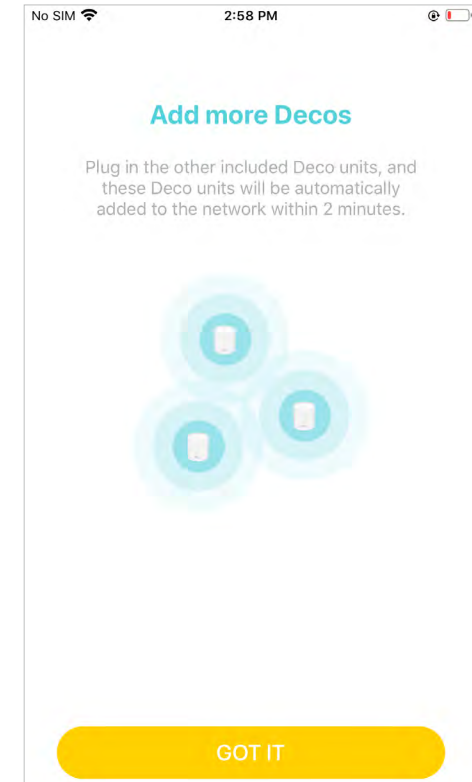 No SIM 2:58 PM
Add more Decos
Plug in the other included Deco units, and
these Deco units will be automatically
added to the network within 2 minutes.
GOT IT